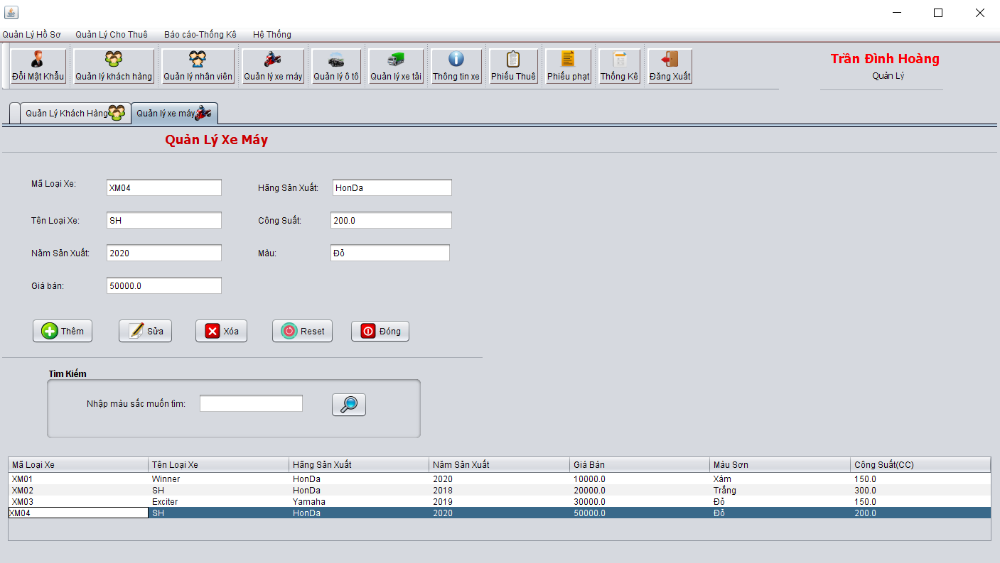 Quản Lý Hồ Sơ Quản Lý Cho Thuê Báo cáo-Thống Kê Hệ Thống
Đổi Mật Khẩu Quản lý khách hàng Quản lý nhân viên Quản lý xe máy Quản lý ô tô Quản lý xe tải Thông tin xe Phiếu Thuê Phiếu phạt Thống Kê Đăng Xuất
Trần Đình Hoàng
Quản Lý
Quản Lý Khách Hàng Quản lý xe máy
Quản Lý Xe Máy
Mã Loại Xe: XM04 Hãng Sản Xuất: HonDa
Tên Loại Xe: SH Công Suất: 200.0
Năm Sản Xuất: 2020 Màu: Đỏ
Giá bán: 50000.0
Thêm Sửa Xóa Reset Đóng
Tìm Kiếm
Nhập màu sắc muốn tìm:
Mã Loại Xe Tên Loại Xe Hãng Sản Xuất Năm Sản Xuất Giá Bán Màu Sơn Công Suất(CC)
XM01 Winner HonDa 2020 10000.0 Xám 150.0
XM02 SH HonDa 2018 20000.0 Trắng 300.0
XM03 Exciter Yamaha 2019 30000.0 Đỏ 150.0
XM04 SH HonDa 2020 50000.0 Đỏ 200.0